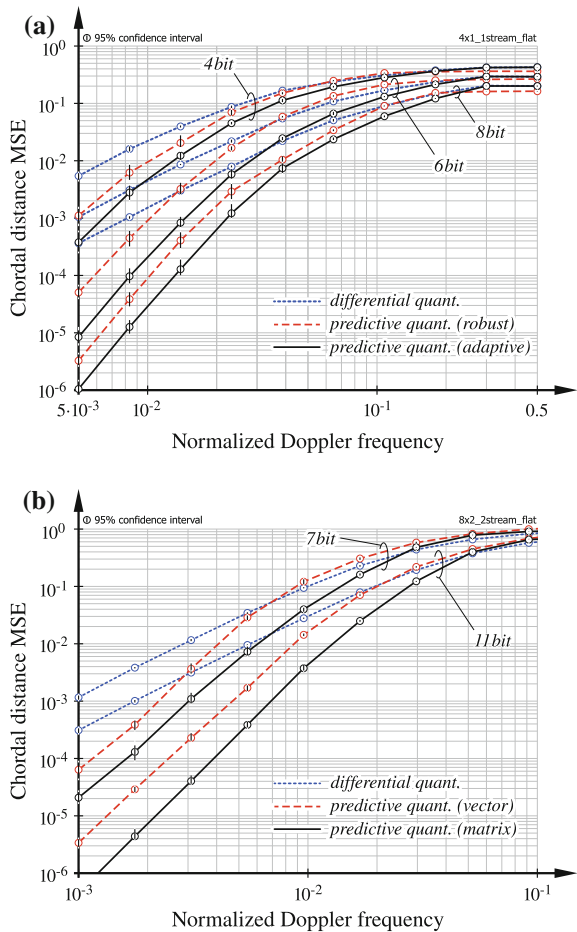 (a)
⌽ 95% confidence interval
4x1_1stream_flat
10^0
10^-1
10^-2
10^-3
10^-4
10^-5
10^-6
Chordal distance MSE
4bit
8bit
6bit
differential quant.
predictive quant. (robust)
predictive quant. (adaptive)
5·10^-3
10^-2
10^-1
0.5
Normalized Doppler frequency
(b)
⌽ 95% confidence interval
8x2_2stream_flat
10^0
10^-1
10^-2
10^-3
10^-4
10^-5
10^-6
Chordal distance MSE
7bit
11bit
differential quant.
predictive quant. (vector)
predictive quant. (matrix)
10^-3
10^-2
10^-1
Normalized Doppler frequency